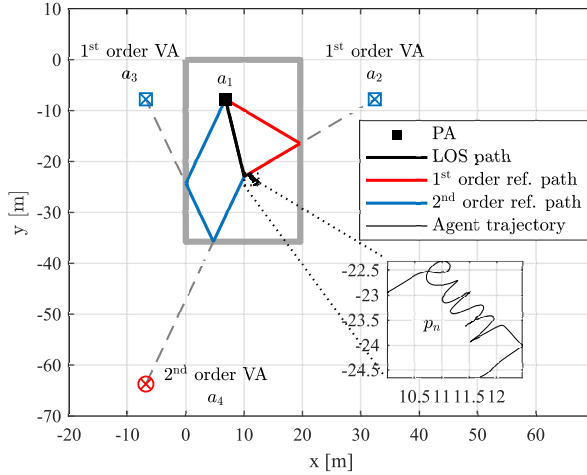 10
0
-10
-20
-30
-40
-50
-60
-70
y [m]
-20
-10
0
10
20
30
40
50
60
x [m]
1st order VA
a3
a1
1st order VA
a2
PA
LOS path
1st order ref. path
2nd order ref. path
Agent trajectory
2nd order VA
a4
-22.5
-23
-23.5
-24
-24.5
pn
10.5 11 11.5 12